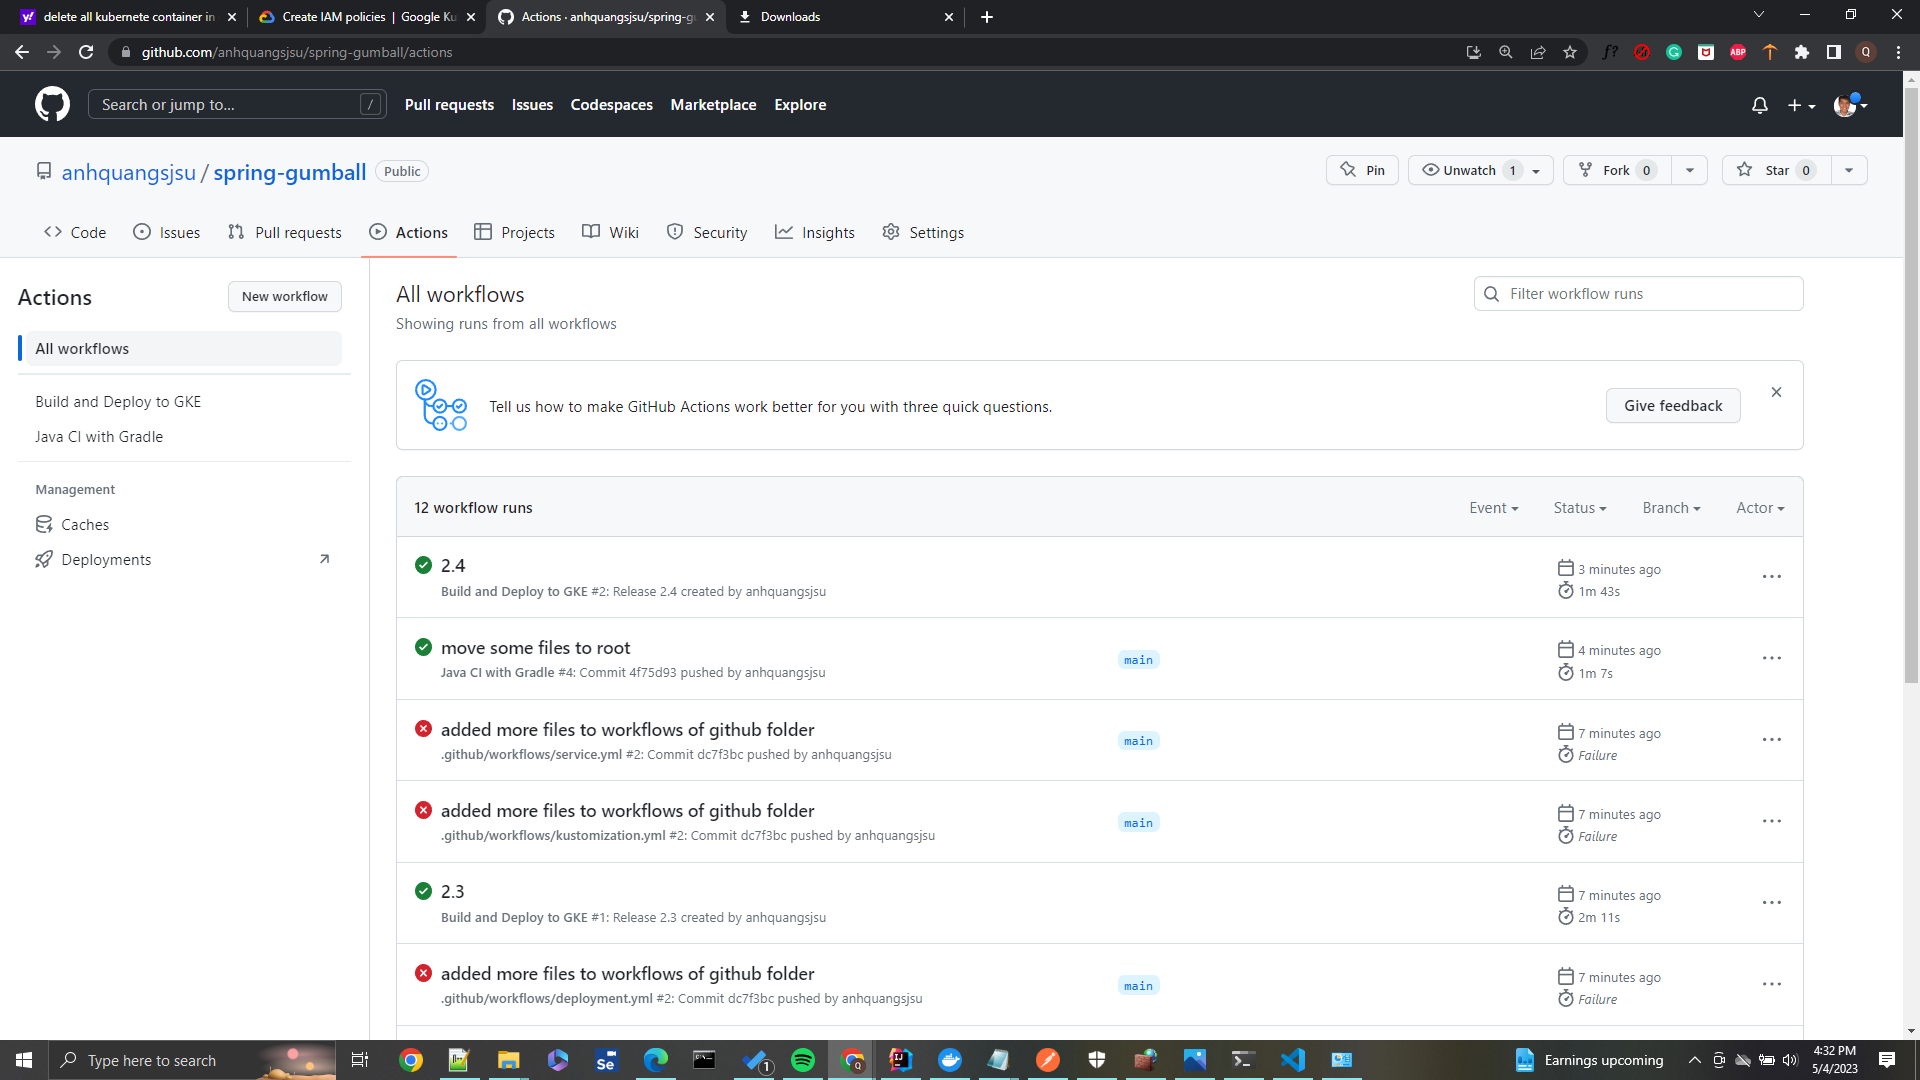 delete all kubernete container in
Create IAM policies | Google Ku
Actions · anhquangsjsu/spring-g
Downloads
github.com/anhquangsjsu/spring-gumball/actions
f?
ABP
Q
Search or jump to...
/
Pull requests
Issues
Codespaces
Marketplace
Explore
anhquangsjsu / spring-gumball
Public
Pin
Unwatch 1
Fork 0
Star 0
Code
Issues
Pull requests
Actions
Projects
Wiki
Security
Insights
Settings
Actions
New workflow
All workflows
Build and Deploy to GKE
Java CI with Gradle
Management
Caches
Deployments
All workflows
Showing runs from all workflows
Filter workflow runs
Tell us how to make GitHub Actions work better for you with three quick questions.
Give feedback
12 workflow runs
Event
Status
Branch
Actor
2.4
Build and Deploy to GKE #2: Release 2.4 created by anhquangsjsu
3 minutes ago
1m 43s
move some files to root
Java CI with Gradle #4: Commit 4f75d93 pushed by anhquangsjsu
main
4 minutes ago
1m 7s
added more files to workflows of github folder
.github/workflows/service.yml #2: Commit dc7f3bc pushed by anhquangsjsu
main
7 minutes ago
Failure
added more files to workflows of github folder
.github/workflows/kustomization.yml #2: Commit dc7f3bc pushed by anhquangsjsu
main
7 minutes ago
Failure
2.3
Build and Deploy to GKE #1: Release 2.3 created by anhquangsjsu
7 minutes ago
2m 11s
added more files to workflows of github folder
.github/workflows/deployment.yml #2: Commit dc7f3bc pushed by anhquangsjsu
main
7 minutes ago
Failure
Type here to search
Se
1
Q
IJ
Earnings upcoming
4:32 PM
5/4/2023